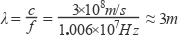 λ = c/f = 3×10⁸m/s / 1.006×10⁷Hz ≈ 3m